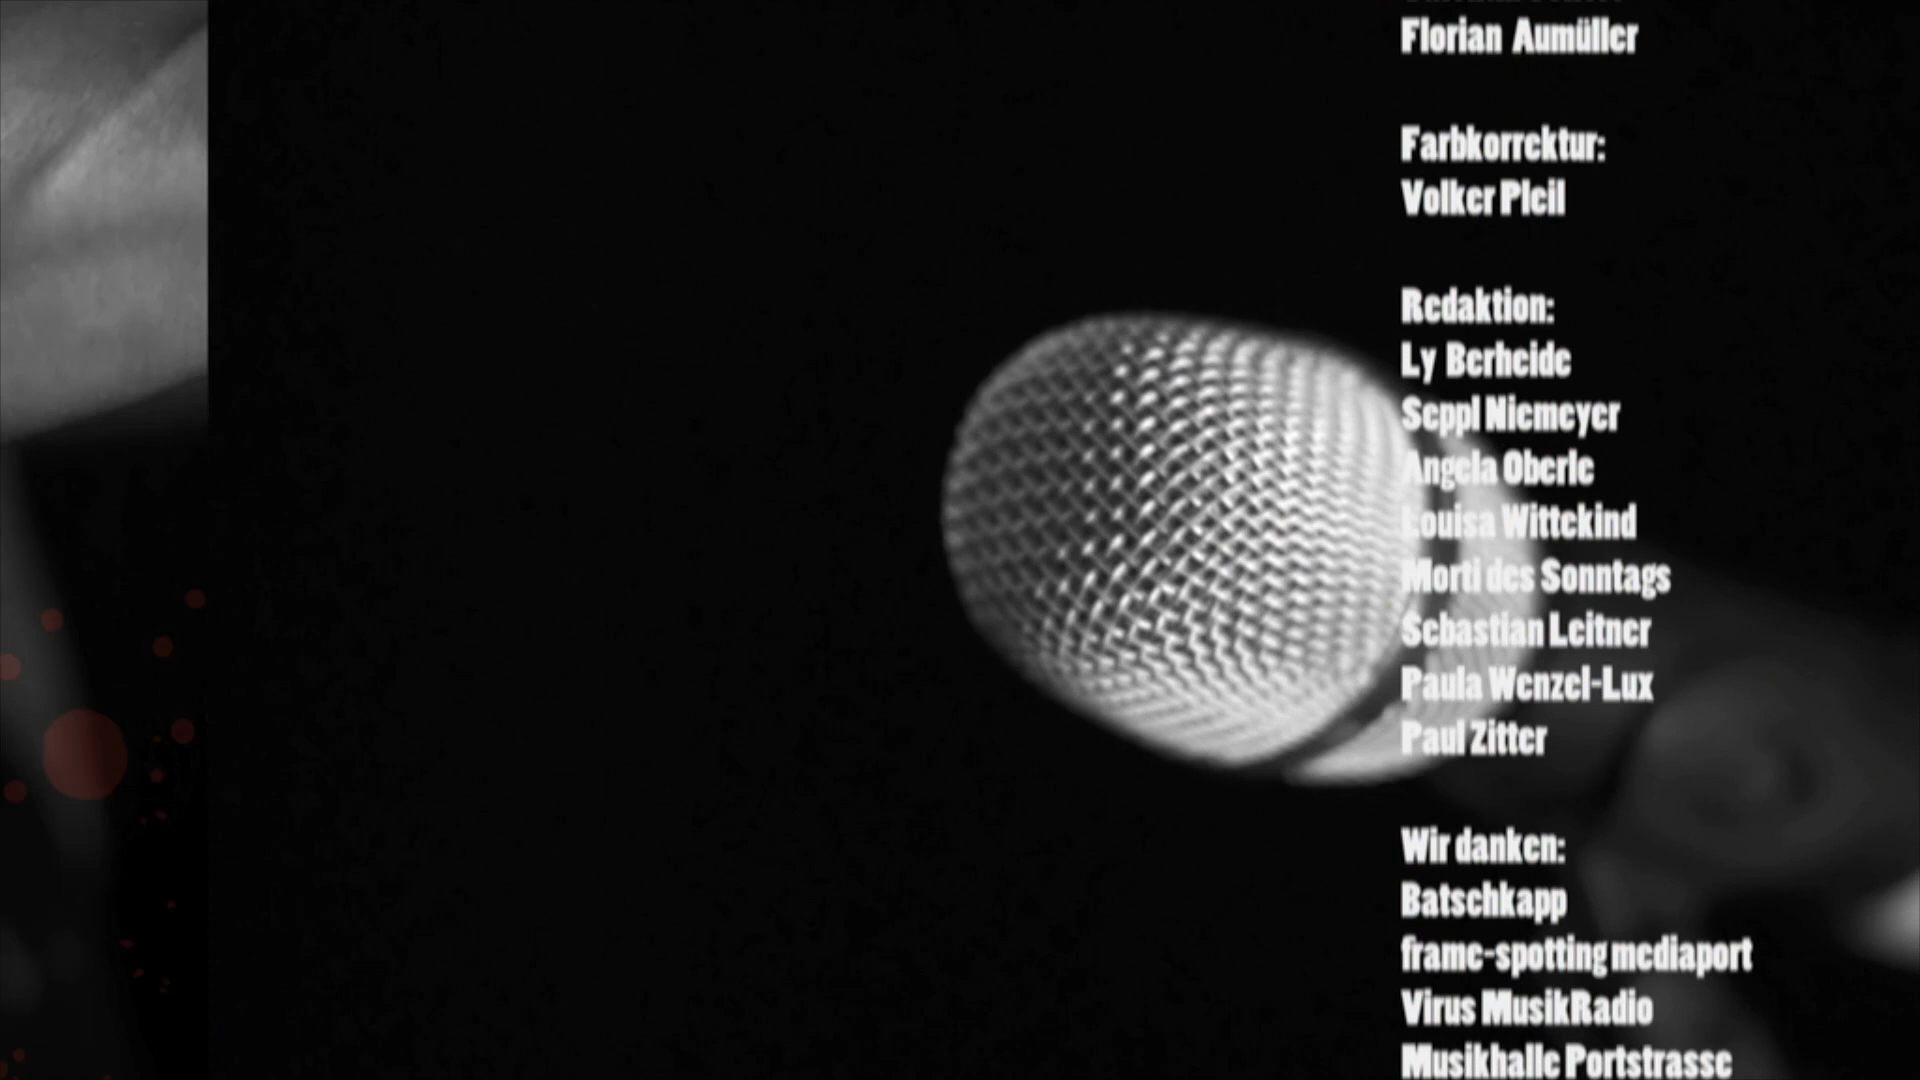 Florian Aumüller
Farbkorrektur:
Volker Pleil
Redaktion:
Ly Berheide
Seppl Niemeyer
Angela Oberle
Louisa Wittekind
Morti des Sonntags
Sebastian Leitner
Paula Wenzel-Lux
Paul Zitter
Wir danken:
Batschkapp
frame-spotting mediaport
Virus MusikRadio
Musikhalle Portstrasse